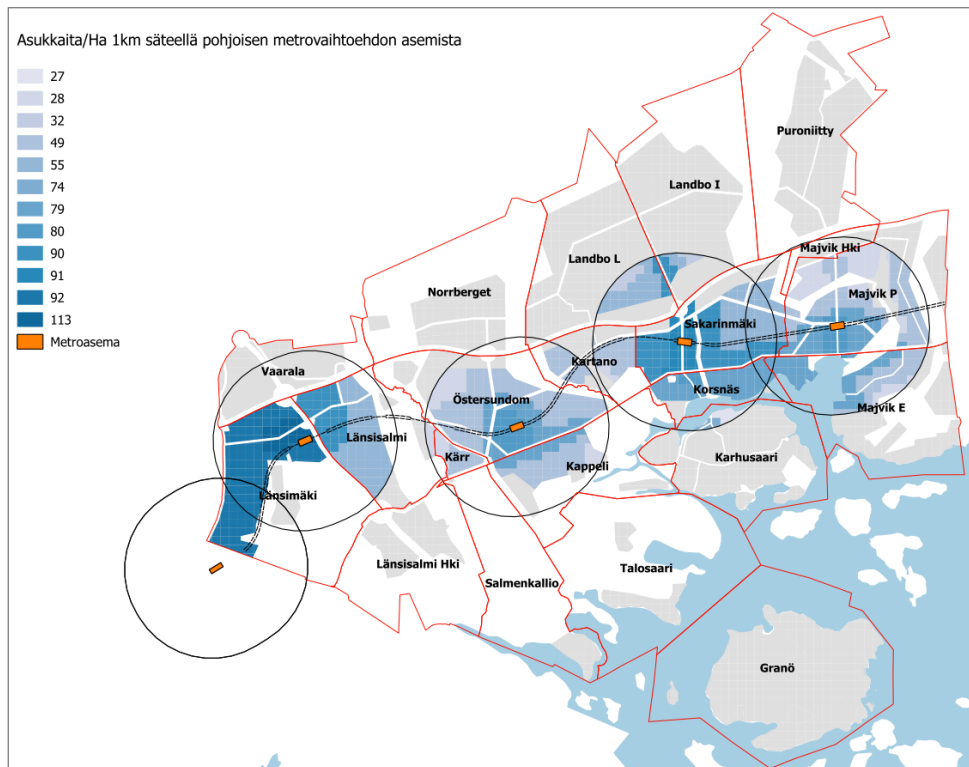 Asukkaita/Ha 1km säteellä pohjoisen metrovaihtoehdon asemista
27
28
32
49
55
74
79
80
90
91
92
113
Metroasema
Puroniitty
Landbo I
Majvik Hki
Landbo L
Norrberget
Majvik P
Sakarinmäki
Kartano
Vaarala
Östersundom
Korsnäs
Majvik E
Länsisalmi
Kärr
Kappeli
Karhusaari
Länsimäki
Länsisalmi Hki
Salmenkallio
Talosaari
Granö